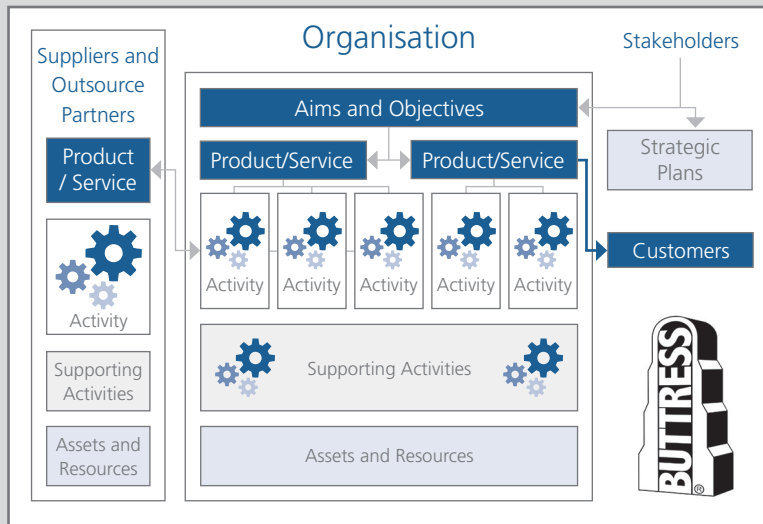 Organisation
Suppliers and
Outsource
Partners
Product
/ Service
Activity
Supporting
Activities
Assets and
Resources
Aims and Objectives
Product/Service
Product/Service
Activity
Activity
Activity
Activity
Activity
Supporting Activities
Assets and Resources
Stakeholders
Strategic
Plans
Customers
BUTTRESS
®